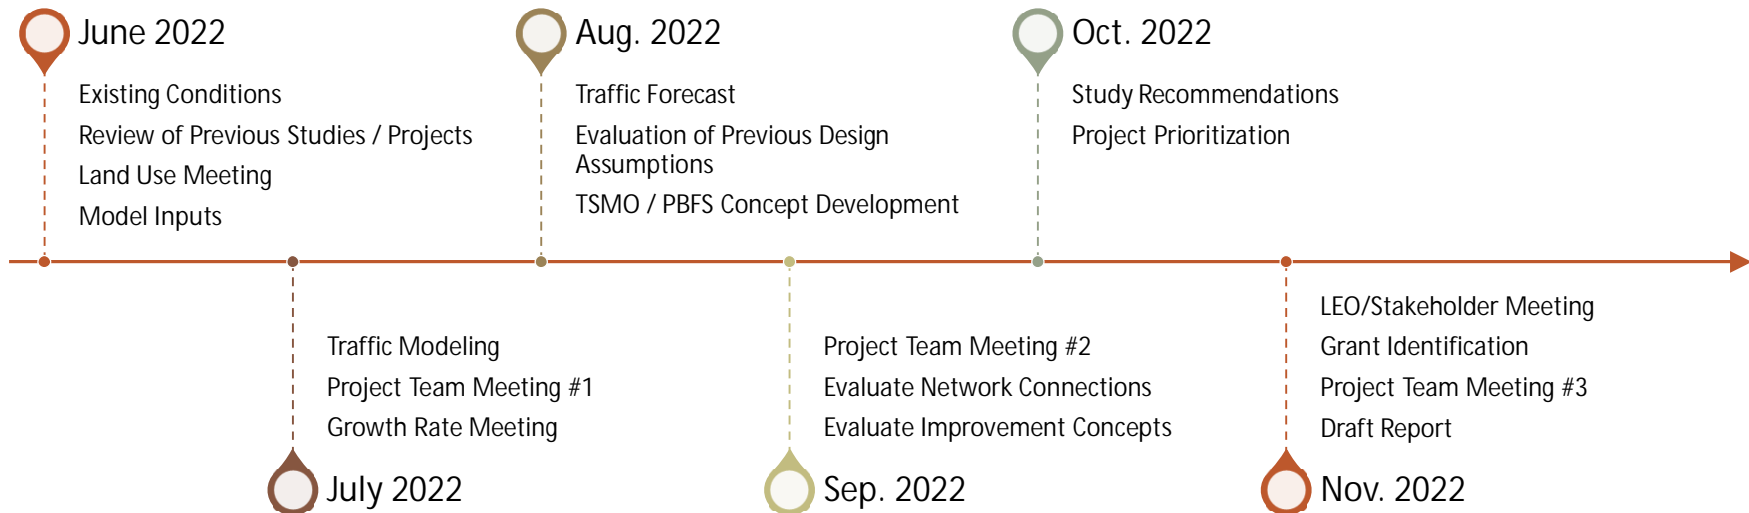 June 2022
Existing Conditions
Review of Previous Studies / Projects
Land Use Meeting
Model Inputs
Traffic Modeling
Project Team Meeting #1
Growth Rate Meeting
July 2022
Aug. 2022
Traffic Forecast
Evaluation of Previous Design
Assumptions
TSMO / PBFS Concept Development
Project Team Meeting #2
Evaluate Network Connections
Evaluate Improvement Concepts
Sep. 2022
Oct. 2022
Study Recommendations
Project Prioritization
LEO/Stakeholder Meeting
Grant Identification
Project Team Meeting #3
Draft Report
Nov. 2022